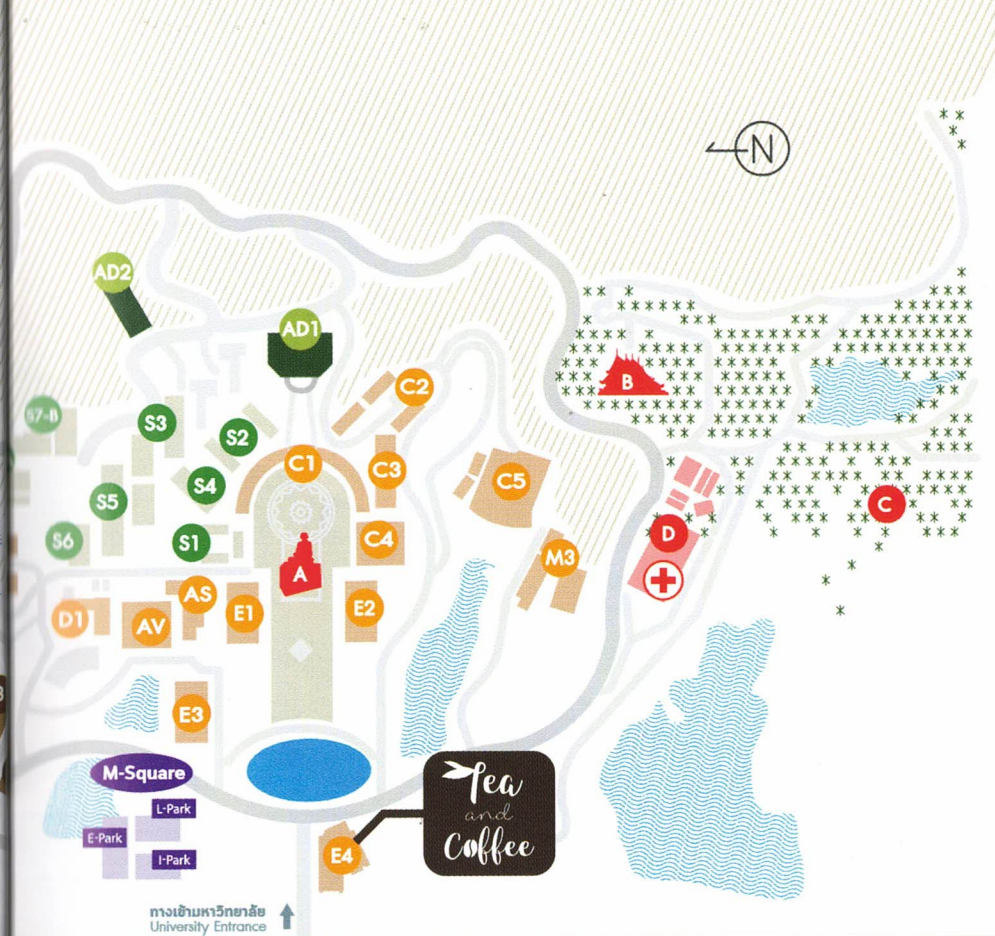 N
AD2
AD1
B
C2
S7-B
S3
S2
C1
C3
C5
S4
S5
C
S6
S1
C4
D
M3
A
AS
D1
AV
E1
E2
E3
M-Square
L-Park
E-Park
I-Park
Tea
and
Coffee
E4
ทางเข้ามหาวิทยาลัย
University Entrance